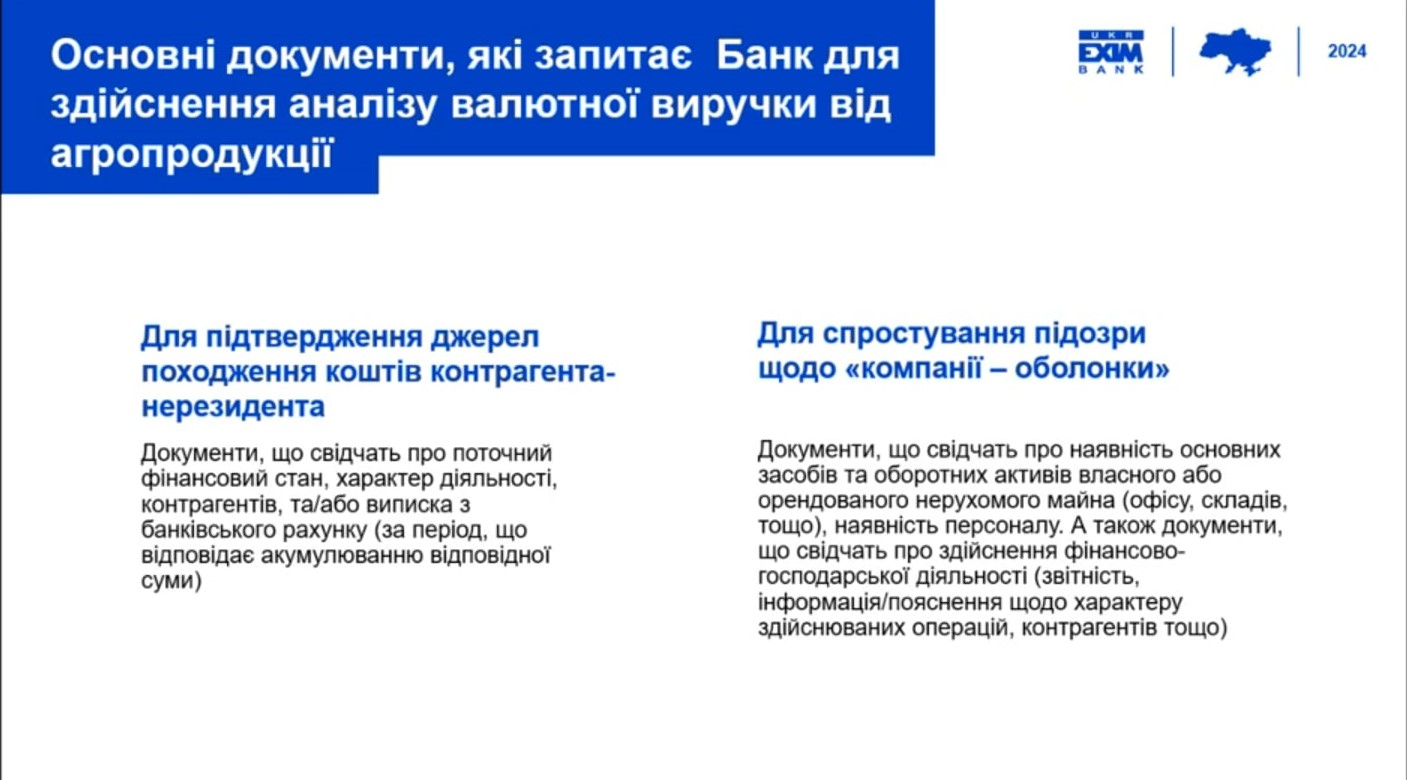 Основні документи, які запитає Банк для
здійснення аналізу валютної виручки від
агропродукції
UKR
EXIM
BANK
2024
Для підтвердження джерел
походження коштів контрагента-
нерезидента
Документи, що свідчать про поточний
фінансовий стан, характер діяльності,
контрагентів, та/або виписка з
банківського рахунку (за період, що
відповідає акумулюванню відповідної
суми)
Для спростування підозри
щодо «компанії – оболонки»
Документи, що свідчать про наявність основних
засобів та оборотних активів власного або
орендованого нерухомого майна (офісу, складів,
тощо), наявність персоналу. А також документи,
що свідчать про здійснення фінансово-
господарської діяльності (звітність,
інформація/пояснення щодо характеру
здійснюваних операцій, контрагентів тощо)